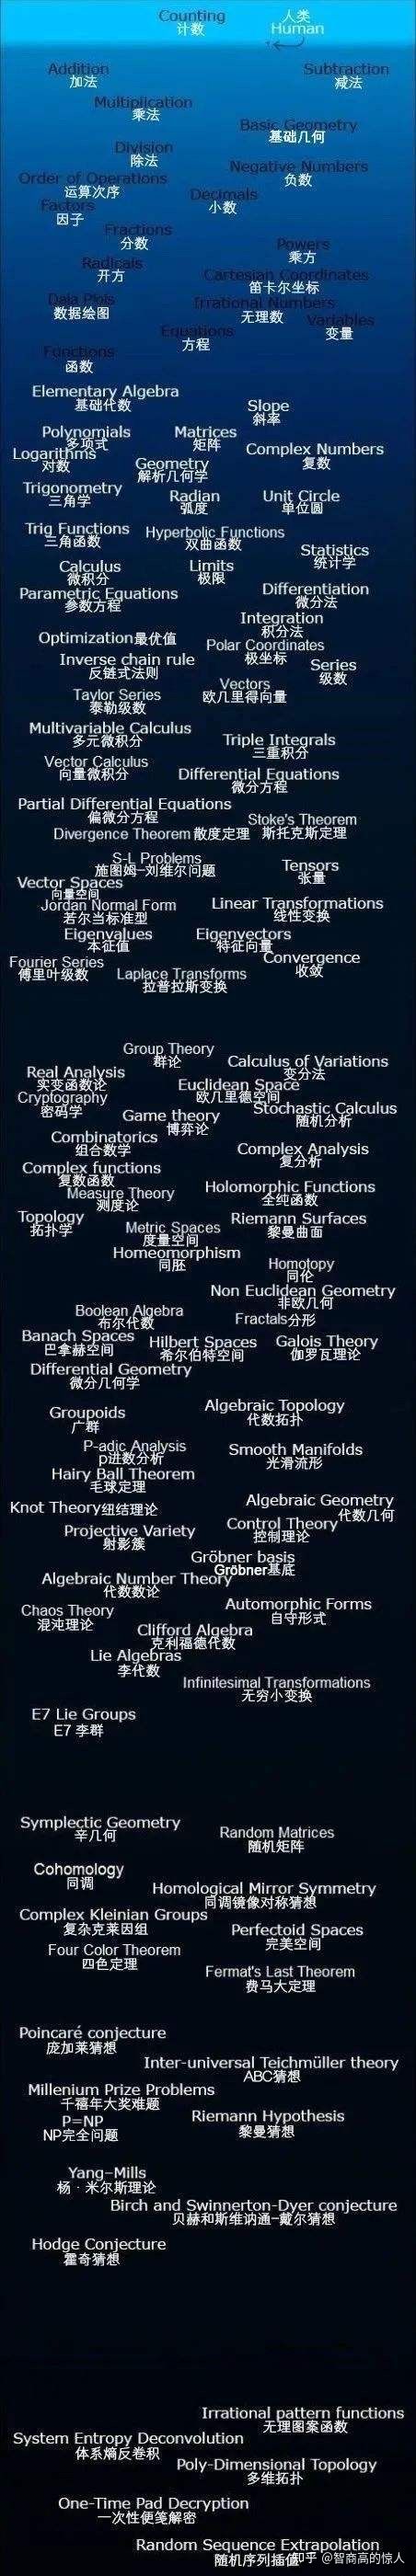 Counting
计数
人类
Human
Addition
加法
Subtraction
减法
Multiplication
乘法
Basic Geometry
基础几何
Division
除法
Negative Numbers
负数
Order of Operations
运算次序
Decimals
小数
Factors
因子
Fractions
分数
Powers
乘方
Radicals
开方
Cartesian Coordinates
笛卡尔坐标
Data Plots
数据绘图
Irrational Numbers
无理数
Variables
变量
Equations
方程
Functions
函数
Elementary Algebra
基础代数
Slope
斜率
Polynomials
多项式
Matrices
矩阵
Complex Numbers
复数
Logarithms
对数
Geometry
解析几何学
Trigonometry
三角学
Radian
弧度
Unit Circle
单位圆
Trig Functions
三角函数
Hyperbolic Functions
双曲函数
Statistics
统计学
Calculus
微积分
Limits
极限
Parametric Equations
参数方程
Differentiation
微分法
Integration
积分法
Optimization最优值
Polar Coordinates
极坐标
Inverse chain rule
反链式法则
Series
级数
Vectors
欧几里得向量
Taylor Series
泰勒级数
Multivariable Calculus
多元微积分
Triple Integrals
三重积分
Vector Calculus
向量微积分
Differential Equations
微分方程
Partial Differential Equations
偏微分方程
Stoke's Theorem
斯托克斯定理
Divergence Theorem 散度定理
S-L Problems
施图姆-刘维尔问题
Tensors
张量
Vector Spaces
向量空间
Jordan Normal Form
若尔当标准型
Linear Transformations
线性变换
Eigenvalues
本征值
Eigenvectors
特征向量
Convergence
收敛
Fourier Series
傅里叶级数
Laplace Transforms
拉普拉斯变换
Group Theory
群论
Calculus of Variations
变分法
Real Analysis
实变函数论
Euclidean Space
欧几里德空间
Cryptography
密码学
Stochastic Calculus
随机分析
Game theory
博弈论
Combinatorics
组合数学
Complex Analysis
复分析
Complex functions
复数函数
Measure Theory
测度论
Holomorphic Functions
全纯函数
Topology
拓扑学
Metric Spaces
度量空间
Riemann Surfaces
黎曼曲面
Homeomorphism
同胚
Homotopy
同伦
Non Euclidean Geometry
非欧几何
Boolean Algebra
布尔代数
Fractals分形
Banach Spaces
巴拿赫空间
Hilbert Spaces
希尔伯特空间
Galois Theory
伽罗瓦理论
Differential Geometry
微分几何学
Algebraic Topology
代数拓扑
Groupoids
广群
P-adic Analysis
p进数分析
Smooth Manifolds
光滑流形
Hairy Ball Theorem
毛球定理
Algebraic Geometry
代数几何
Knot Theory纽结理论
Control Theory
控制理论
Projective Variety
射影簇
Gröbner basis
Gröbner基底
Algebraic Number Theory
代数数论
Automorphic Forms
自守形式
Chaos Theory
混沌理论
Clifford Algebra
克利福德代数
Lie Algebras
李代数
Infinitesimal Transformations
无穷小变换
E7 Lie Groups
E7 李群
Symplectic Geometry
辛几何
Random Matrices
随机矩阵
Cohomology
同调
Homological Mirror Symmetry
同调镜像对称猜想
Complex Kleinian Groups
复杂克莱因组
Perfectoid Spaces
完美空间
Four Color Theorem
四色定理
Fermat's Last Theorem
费马大定理
Poincaré conjecture
庞加莱猜想
Inter-universal Teichmüller theory
ABC猜想
Millenium Prize Problems
千禧年大奖难题
P=NP
NP完全问题
Riemann Hypothesis
黎曼猜想
Yang-Mills
杨·米尔斯理论
Birch and Swinnerton-Dyer conjecture
贝赫和斯维讷通-戴尔猜想
Hodge Conjecture
霍奇猜想
Irrational pattern functions
无理图案函数
System Entropy Deconvolution
体系熵反卷积
Poly-Dimensional Topology
多维拓扑
One-Time Pad Decryption
一次性便笺解密
Random Sequence Extrapolation
随机序列插值
知乎 @智商高的惊人